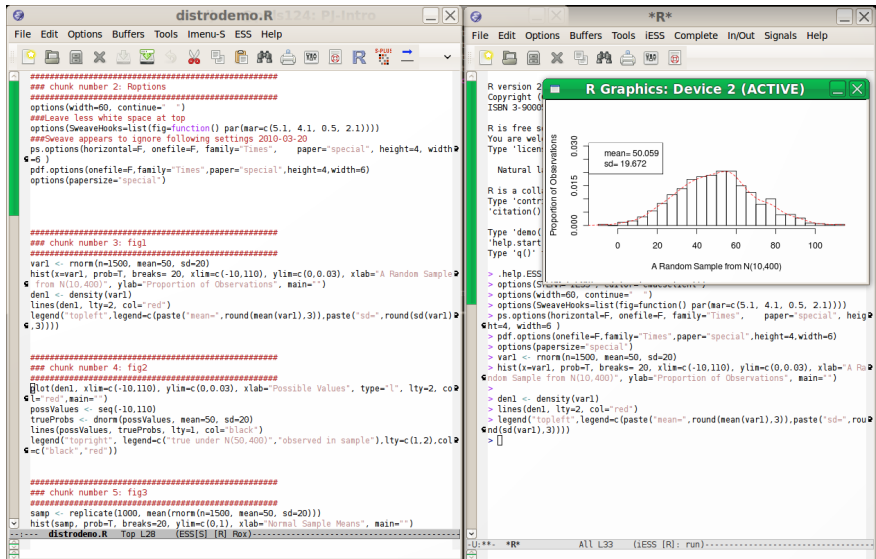 distrodemo.R
File Edit Options Buffers Tools Imenu-S ESS Help
################################################
### chunk number 2: Roptions
################################################
options(width=60, continue="  ")
###Leave less white space at top
options(SweaveHooks=list(fig=function() par(mar=c(5.1, 4.1, 0.5, 2.1))))
###Sweave appears to ignore following settings 2010-03-20
ps.options(horizontal=F, onefile=F, family="Times",    paper="special", height=4, width
=6 )
pdf.options(onefile=F,family="Times",paper="special",height=4,width=6)
options(papersize="special")
################################################
### chunk number 3: fig1
################################################
var1 <- rnorm(n=1500, mean=50, sd=20)
hist(x=var1, prob=T, breaks= 20, xlim=c(-10,110), ylim=c(0,0.03), xlab="A Random Sample
 from N(10,400)", ylab="Proportion of Observations", main="")
den1 <- density(var1)
lines(den1, lty=2, col="red")
legend("topleft",legend=c(paste("mean=",round(mean(var1),3)),paste("sd=",round(sd(var1)
,3))))
################################################
### chunk number 4: fig2
################################################
plot(den1, xlim=c(-10,110), ylim=c(0,0.03), xlab="Possible Values", type="l", lty=2, co
l="red",main="")
possValues <- seq(-10,110)
trueProbs <- dnorm(possValues, mean=50, sd=20)
lines(possValues, trueProbs, lty=1, col="black")
legend("topright", legend=c("true under N(50,400)","observed in sample"),lty=c(1,2),col
=c("black","red"))
################################################
### chunk number 5: fig3
################################################
samp <- replicate(1000, mean(rnorm(n=1500, mean=50, sd=20)))
hist(samp, prob=T, breaks=20, ylim=c(0,1), xlab="Normal Sample Means", main="")
--:--- distrodemo.R Top L28 (ESS[S] [R] Rox)
*R*
File Edit Options Buffers Tools iESS Complete In/Out Signals Help
R version 2
Copyright (
ISBN 3-9000
R is free s
You are wel
Type 'licen
Natural l
R is a coll
Type 'contr
'citation()
Type 'demo(
'help.start
Type 'q()'
R Graphics: Device 2 (ACTIVE)
mean= 50.059
sd= 19.672
Proportion of Observations
0.030
0.015
0.000
0 20 40 60 80 100
A Random Sample from N(10,400)
> .help.ESS
> options(width=60, continue="  ")
> options(SweaveHooks=list(fig=function() par(mar=c(5.1, 4.1, 0.5, 2.1))))
> ps.options(horizontal=F, onefile=F, family="Times",    paper="special", heig
ht=4, width=6 )
> pdf.options(onefile=F,family="Times",paper="special",height=4,width=6)
> options(papersize="special")
> var1 <- rnorm(n=1500, mean=50, sd=20)
> hist(x=var1, prob=T, breaks= 20, xlim=c(-10,110), ylim=c(0,0.03), xlab="A Ra
ndom Sample from N(10,400)", ylab="Proportion of Observations", main="")
>
> den1 <- density(var1)
> lines(den1, lty=2, col="red")
> legend("topleft",legend=c(paste("mean=",round(mean(var1),3)),paste("sd=",rou
nd(sd(var1),3))))
>
-U:**- *R* All L33 (iESS [R]: run)